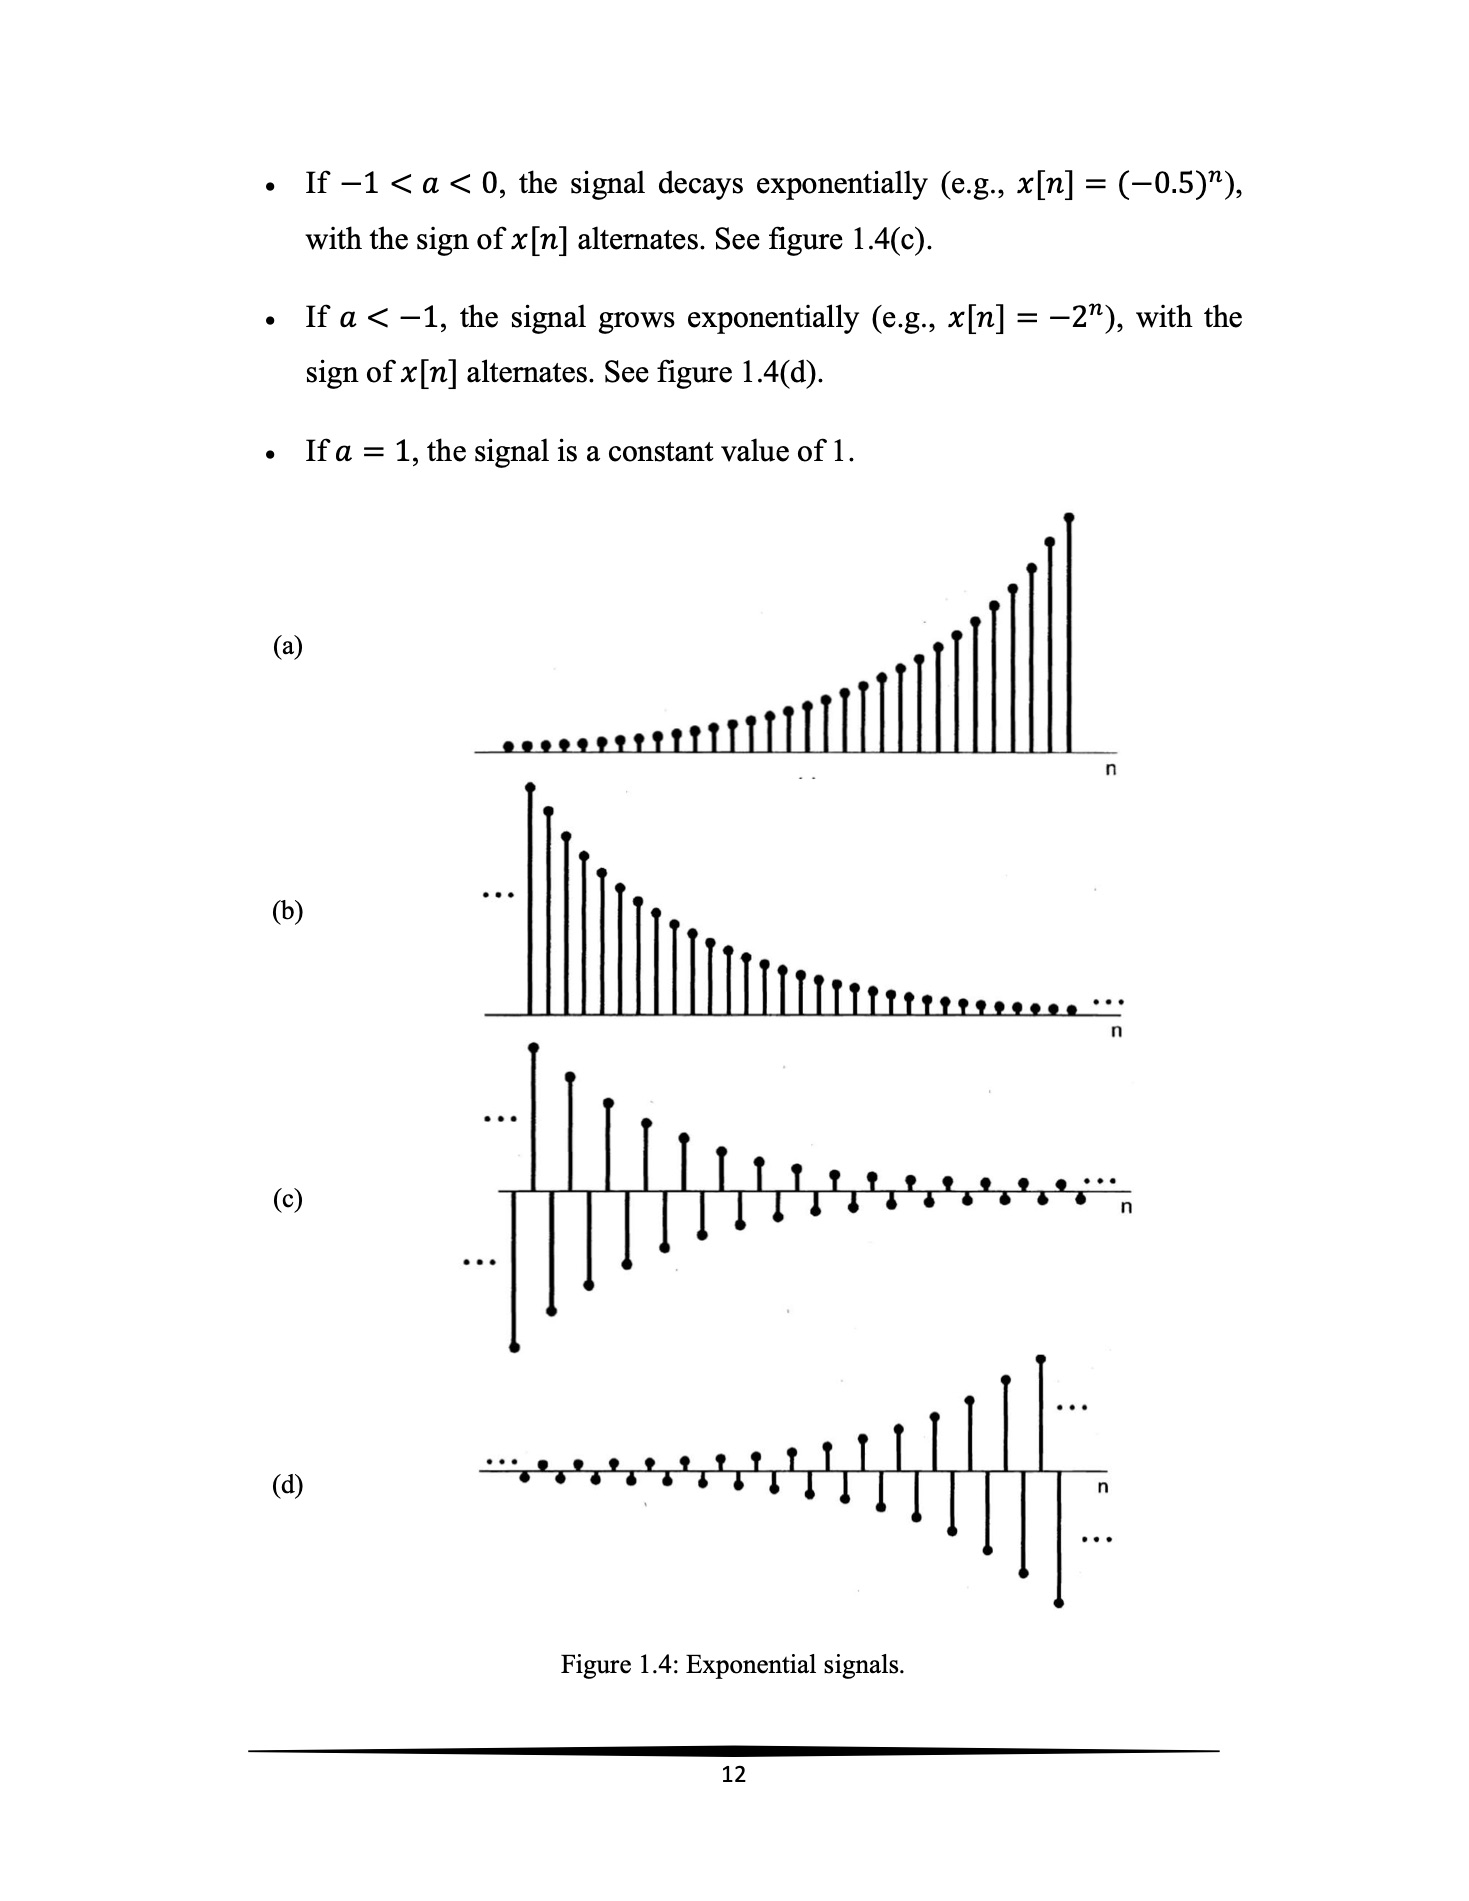 • If −1 < a < 0, the signal decays exponentially (e.g., x[n] = (−0.5)ⁿ),
with the sign of x[n] alternates. See figure 1.4(c).
• If a < −1, the signal grows exponentially (e.g., x[n] = −2ⁿ), with the
sign of x[n] alternates. See figure 1.4(d).
• If a = 1, the signal is a constant value of 1.
(a)
n
(b)
...
...
n
(c)
...
...
n
...
(d)
...
...
n
...
Figure 1.4: Exponential signals.
12